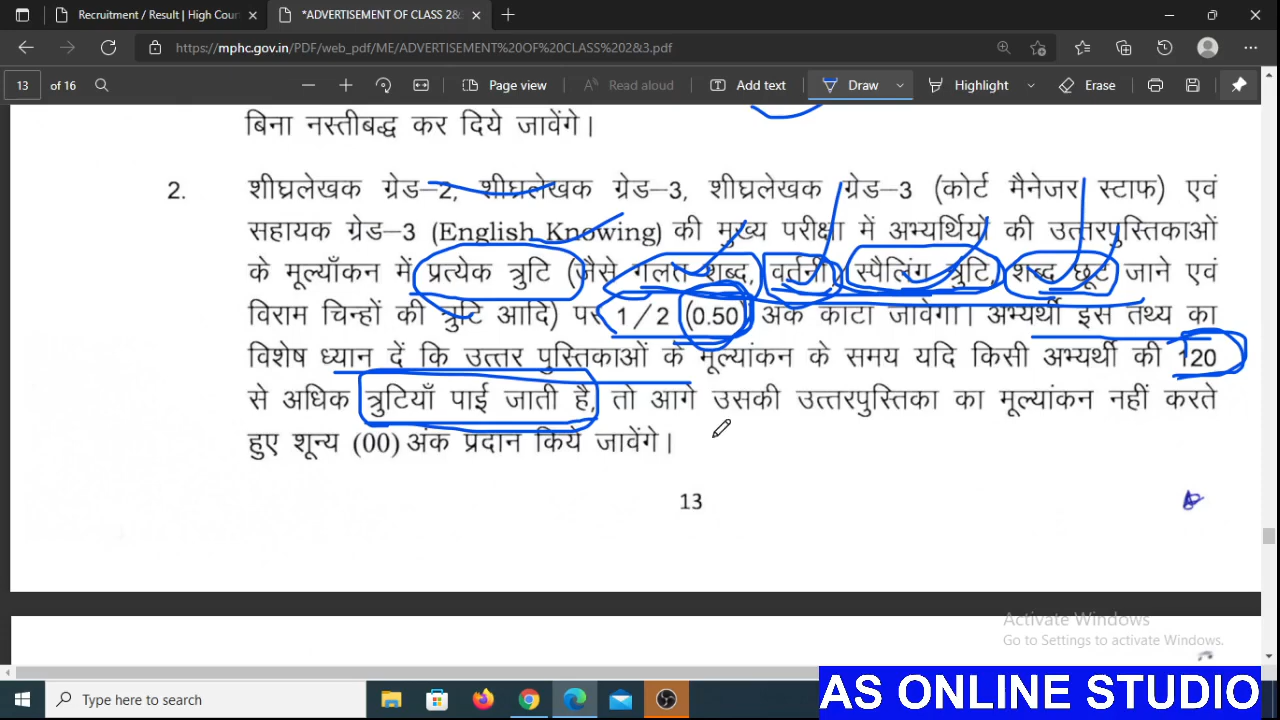 Recruitment / Result | High Cou
*ADVERTISEMENT OF CLASS 2&
https://mphc.gov.in/PDF/web_pdf/ME/ADVERTISEMENT%20OF%20CLASS%202&3.pdf
13 of 16
Page view
Read aloud
Add text
Draw
Highlight
Erase
बिना नस्तीबद्ध कर दिये जावेंगे।
2. शीघ्रलेखक ग्रेड–2, शीघ्रलेखक ग्रेड–3, शीघ्रलेखक ग्रेड–3 (कोर्ट मैनेजर स्टाफ) एवं
सहायक ग्रेड–3 (English Knowing) की मुख्य परीक्षा में अभ्यर्थियों की उत्तरपुस्तिकाओं
के मूल्याँकन में प्रत्येक त्रुटि (जैसे गलत शब्द, वर्तनी, स्पैलिंग त्रुटि, शब्द छूट जाने एवं
विराम चिन्हों की त्रुटि आदि) पर 1/2 (0.50) अंक काटा जावेगा। अभ्यर्थी इस तथ्य का
विशेष ध्यान दें कि उत्तर पुस्तिकाओं के मूल्यांकन के समय यदि किसी अभ्यर्थी की 120
से अधिक त्रुटियाँ पाई जाती है, तो आगे उसकी उत्तरपुस्तिका का मूल्यांकन नहीं करते
हुए शून्य (00) अंक प्रदान किये जावेंगे।
13
Activate Windows
Go to Settings to activate Windows.
Type here to search
AS ONLINE STUDIO